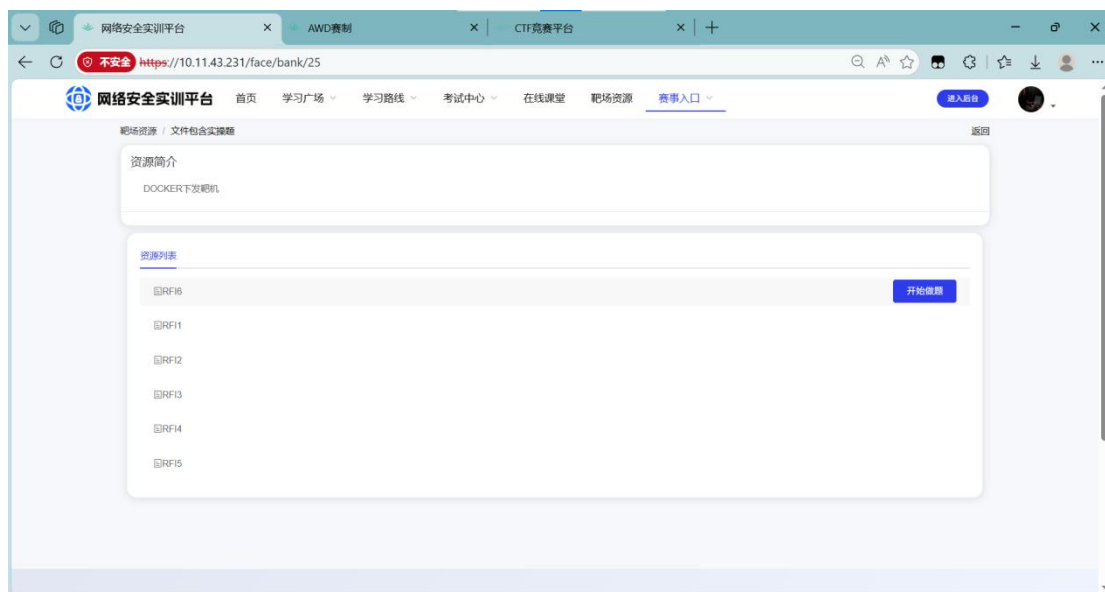 网络安全实训平台 AWD赛制 CTF竞赛平台
不安全 https://10.11.43.231/face/bank/25
网络安全实训平台 首页 学习广场 学习路线 考试中心 在线课堂 靶场资源 赛事入口 进入后台
靶场资源 / 文件包含实操题 返回
资源简介
DOCKER下发靶机
资源列表
RFI6 开始做题
RFI1
RFI2
RFI3
RFI4
RFI5